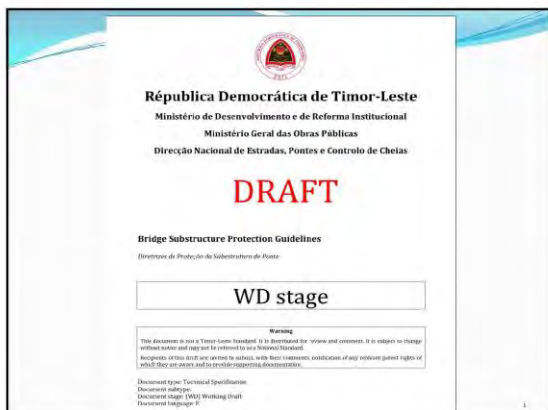 Républica Democrática de Timor-Leste
Ministério de Desenvolvimento e de Reforma Institucional
Ministério Geral das Obras Públicas
Direcção Nacional de Estradas, Pontes e Controlo de Cheias
DRAFT
Bridge Substructure Protection Guidelines
Diretrizes de Proteção da Subestrutura de Ponte
WD stage
Warning
This document is not a Timor-Leste Standard. It is distributed for review and comment. It is subject to change
without notice and may not be referred to as a National Standard.
Recipients of this draft are invited to submit, with their comments, notification of any relevant patent rights of
which they are aware and to provide supporting documentation.
Document type: Technical Specification
Document subtype:
Document stage: (WD) Working Draft
Document language: E
1